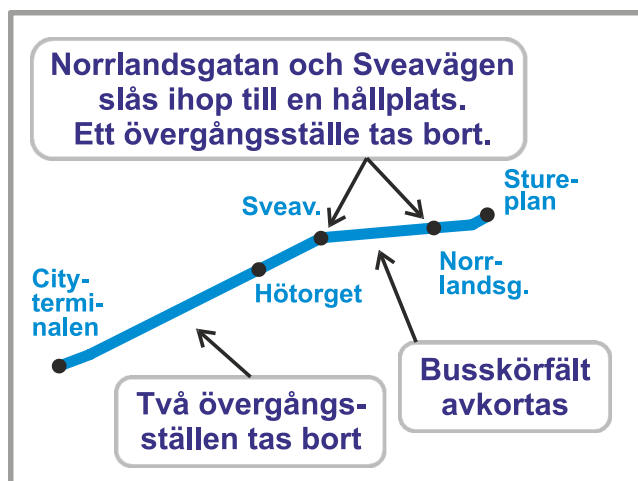 Norrlandsgatan och Sveavägen
slås ihop till en hållplats.
Ett övergångsställe tas bort.
Sture-
plan
Sveav.
Norr-
landsg.
Hötorget
City-
termi-
nalen
Busskörfält
avkortas
Två övergångs-
ställen tas bort